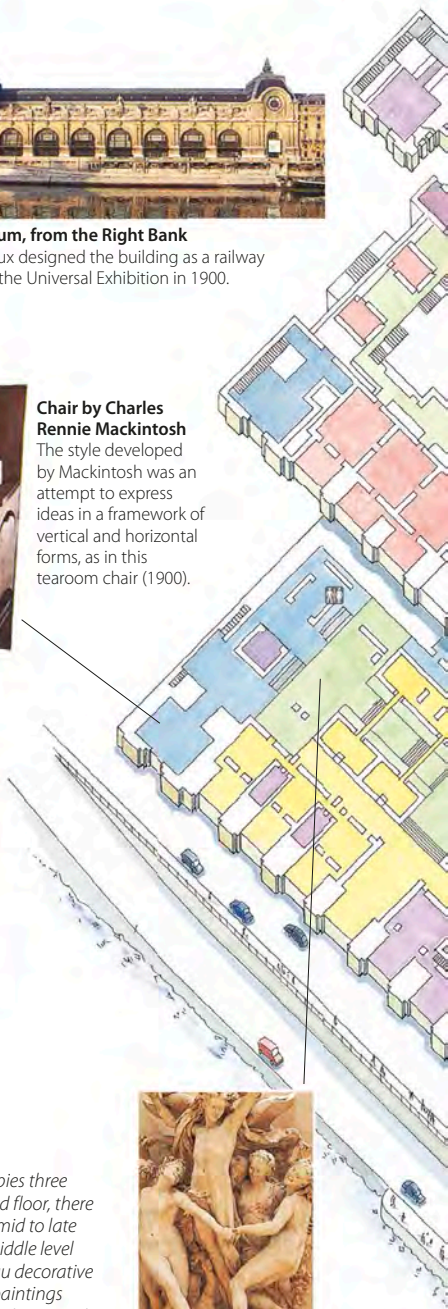 um, from the Right Bank
ux designed the building as a railway
the Universal Exhibition in 1900.
Chair by Charles
Rennie Mackintosh
The style developed
by Mackintosh was an
attempt to express
ideas in a framework of
vertical and horizontal
forms, as in this
tearoom chair (1900).
pies three
d floor, there
mid to late
iddle level
u decorative
paintings